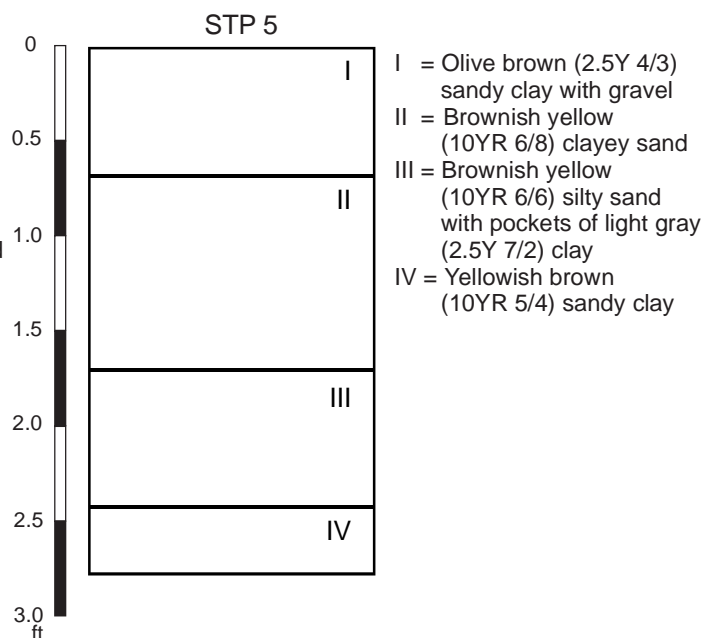 STP 5
0
0.5
1.0
1.5
2.0
2.5
3.0
ft
I
II
III
IV
I = Olive brown (2.5Y 4/3)
sandy clay with gravel
II = Brownish yellow
(10YR 6/8) clayey sand
III = Brownish yellow
(10YR 6/6) silty sand
with pockets of light gray
(2.5Y 7/2) clay
IV = Yellowish brown
(10YR 5/4) sandy clay